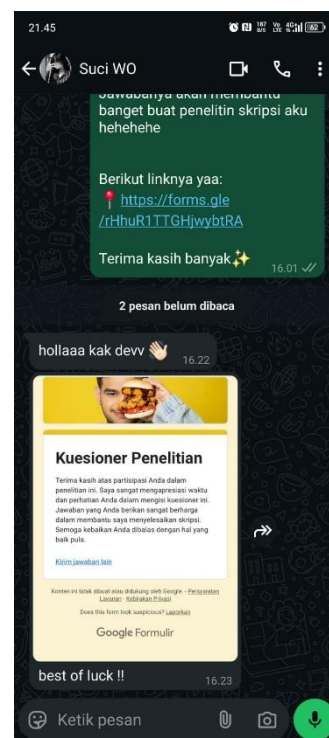 21.45
187 B/S
Vo LTE
4G
62
Suci WO
Jawabanya akan membantu
banget buat penelitin skripsi aku
hehehehe
Berikut linknya yaa:
📍 https://forms.gle
/rHhuR1TTGHjwybtRA
Terima kasih banyak✨
16.01
2 pesan belum dibaca
hollaaa kak devv 👋🏻
16.22
Kuesioner Penelitian
Terima kasih atas partisipasi Anda dalam
penelitian ini. Saya sangat mengapresiasi waktu
dan perhatian Anda dalam mengisi kuesioner ini.
Jawaban yang Anda berikan sangat berharga
dalam membantu saya menyelesaikan skripsi.
Semoga kebaikan Anda dibalas dengan hal yang
baik pula.
Kirim jawaban lain
Konten ini tidak dibuat atau didukung oleh Google. - Persyaratan
Layanan - Kebijakan Privasi
Does this form look suspicious? Laporkan
Google Formulir
best of luck !!
16.23
Ketik pesan